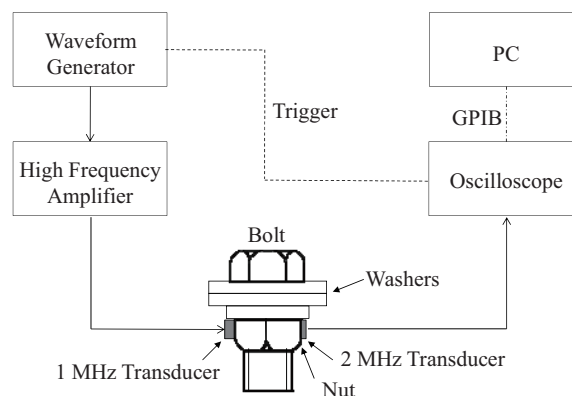 Waveform
Generator
PC
Trigger
GPIB
High Frequency
Amplifier
Oscilloscope
Bolt
Washers
1 MHz Transducer
2 MHz Transducer
Nut